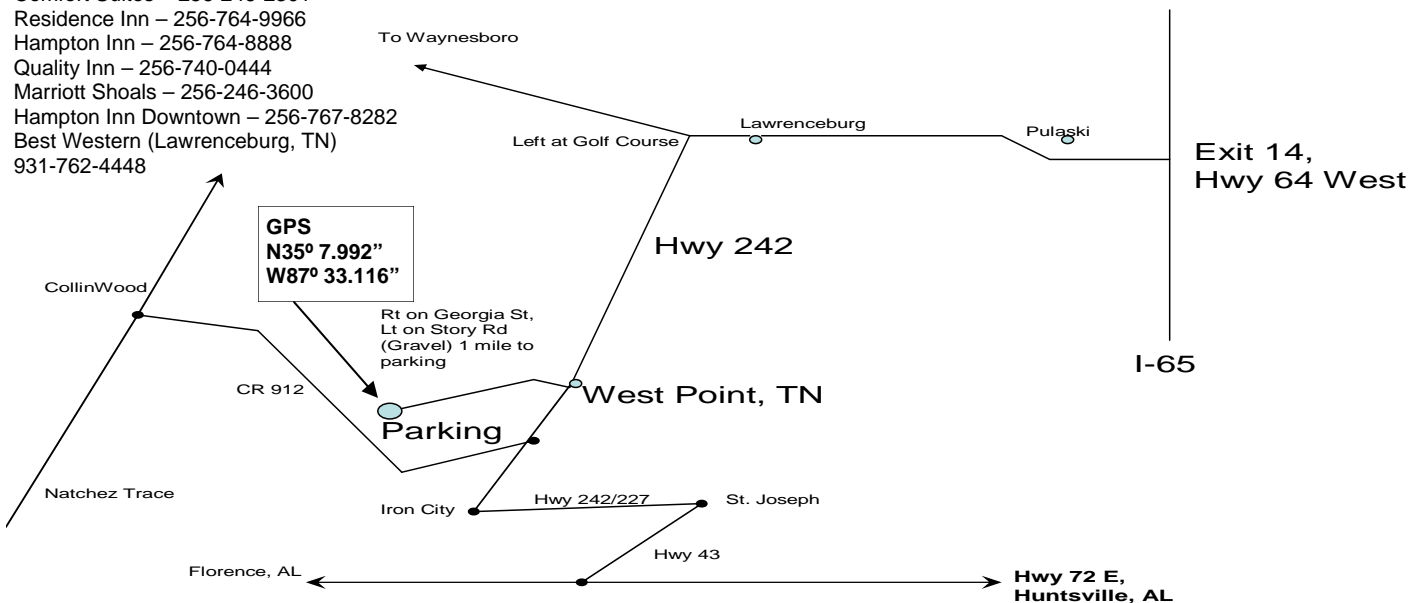 Residence Inn – 256-764-9966
Hampton Inn – 256-764-8888
Quality Inn – 256-740-0444
Marriott Shoals – 256-246-3600
Hampton Inn Downtown – 256-767-8282
Best Western (Lawrenceburg, TN)
931-762-4448
To Waynesboro
Left at Golf Course
Lawrenceburg
Pulaski
Exit 14,
Hwy 64 West
GPS
N35º 7.992”
W87º 33.116”
Hwy 242
CollinWood
Rt on Georgia St,
Lt on Story Rd
(Gravel) 1 mile to
parking
I-65
CR 912
West Point, TN
Parking
Natchez Trace
Iron City
Hwy 242/227
St. Joseph
Hwy 43
Florence, AL
Hwy 72 E,
Huntsville, AL